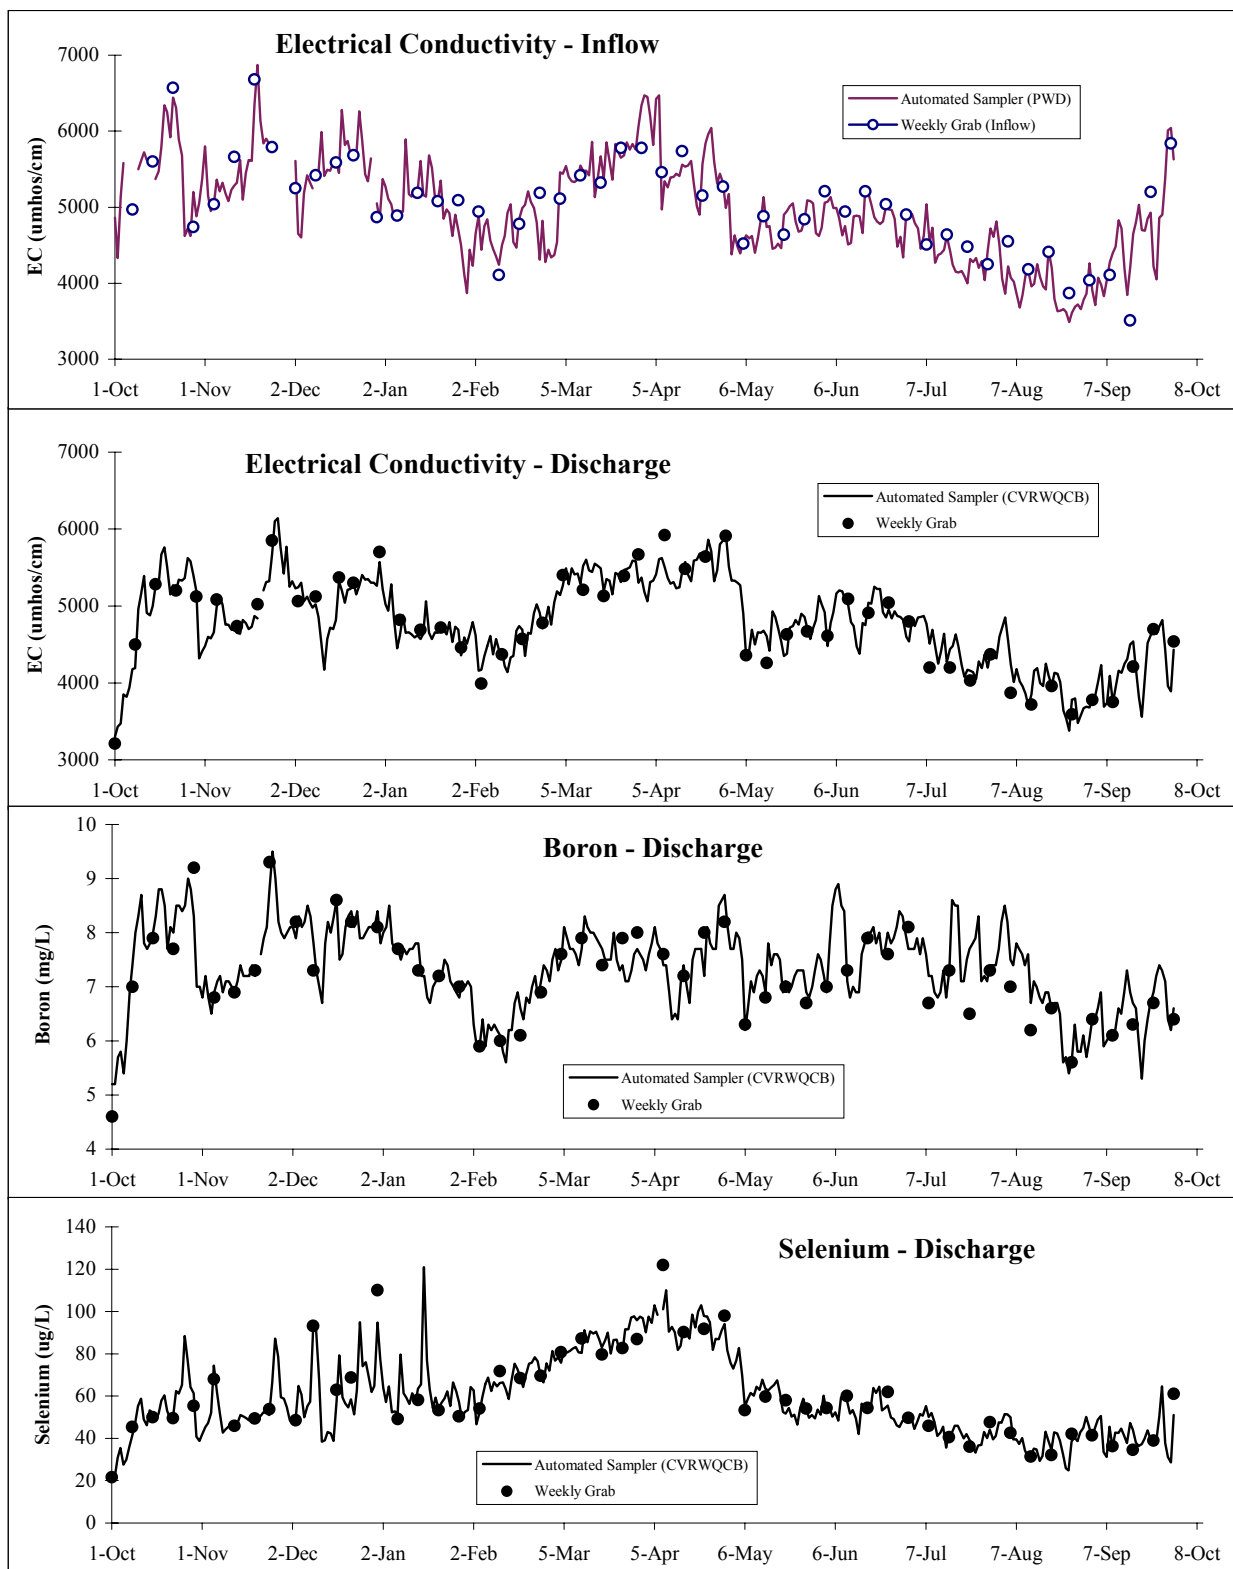 Electrical Conductivity - Inflow
7000
6000
5000
4000
3000
EC (umhos/cm)
Automated Sampler (PWD)
Weekly Grab (Inflow)
1-Oct 1-Nov 2-Dec 2-Jan 2-Feb 5-Mar 5-Apr 6-May 6-Jun 7-Jul 7-Aug 7-Sep 8-Oct
Electrical Conductivity - Discharge
7000
6000
5000
4000
3000
EC (umhos/cm)
Automated Sampler (CVRWQCB)
Weekly Grab
1-Oct 1-Nov 2-Dec 2-Jan 2-Feb 5-Mar 5-Apr 6-May 6-Jun 7-Jul 7-Aug 7-Sep 8-Oct
Boron - Discharge
10
9
8
7
6
5
4
Boron (mg/L)
Automated Sampler (CVRWQCB)
Weekly Grab
1-Oct 1-Nov 2-Dec 2-Jan 2-Feb 5-Mar 5-Apr 6-May 6-Jun 7-Jul 7-Aug 7-Sep 8-Oct
Selenium - Discharge
140
120
100
80
60
40
20
0
Selenium (ug/L)
Automated Sampler (CVRWQCB)
Weekly Grab
1-Oct 1-Nov 2-Dec 2-Jan 2-Feb 5-Mar 5-Apr 6-May 6-Jun 7-Jul 7-Aug 7-Sep 8-Oct